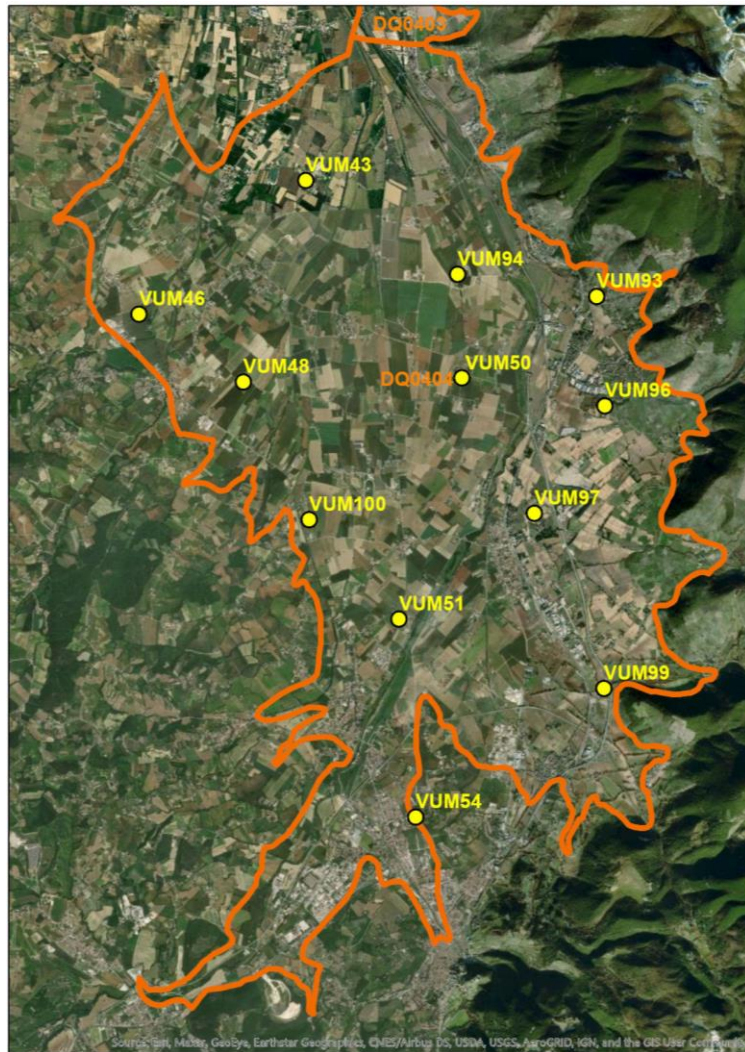 DQ0403
VUM43
VUM94
VUM93
VUM46
VUM48
DQ0404
VUM50
VUM96
VUM100
VUM97
VUM51
VUM99
VUM54
Source: Esri, Maxar, GeoEye, Earthstar Geographics, CNES/Airbus DS, USDA, USGS, AeroGRID, IGN, and the GIS User Community